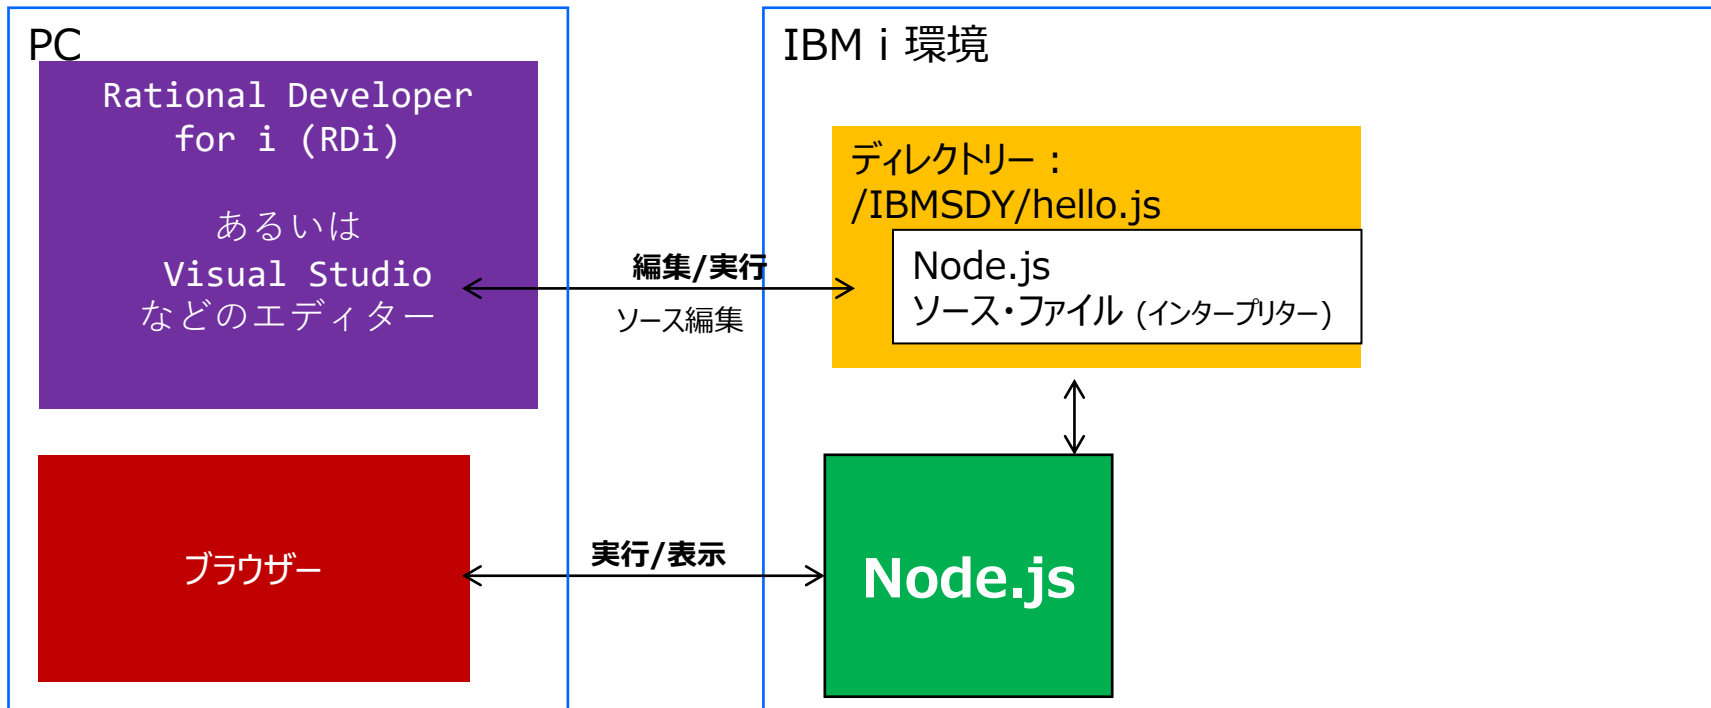 PC
Rational Developer
for i (RDi)
あるいは
Visual Studio
などのエディター
ブラウザー
編集/実行
ソース編集
実行/表示
IBM i 環境
ディレクトリー：
/IBMSDY/hello.js
Node.js
ソース・ファイル (インタープリター)
Node.js